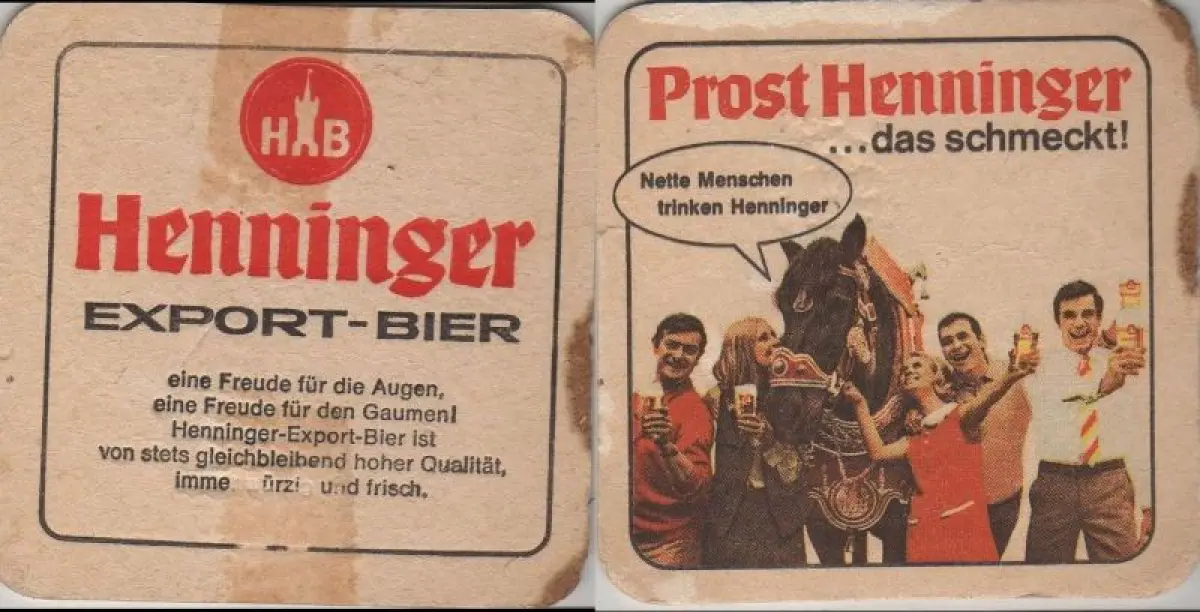 H B
Henninger
EXPORT-BIER
eine Freude für die Augen,
eine Freude für den Gaumen!
Henninger-Export-Bier ist
von stets gleichbleibend hoher Qualität,
und frisch.
Prost Henninger
...das schmeckt!
Nette Menschen
trinken Henninger